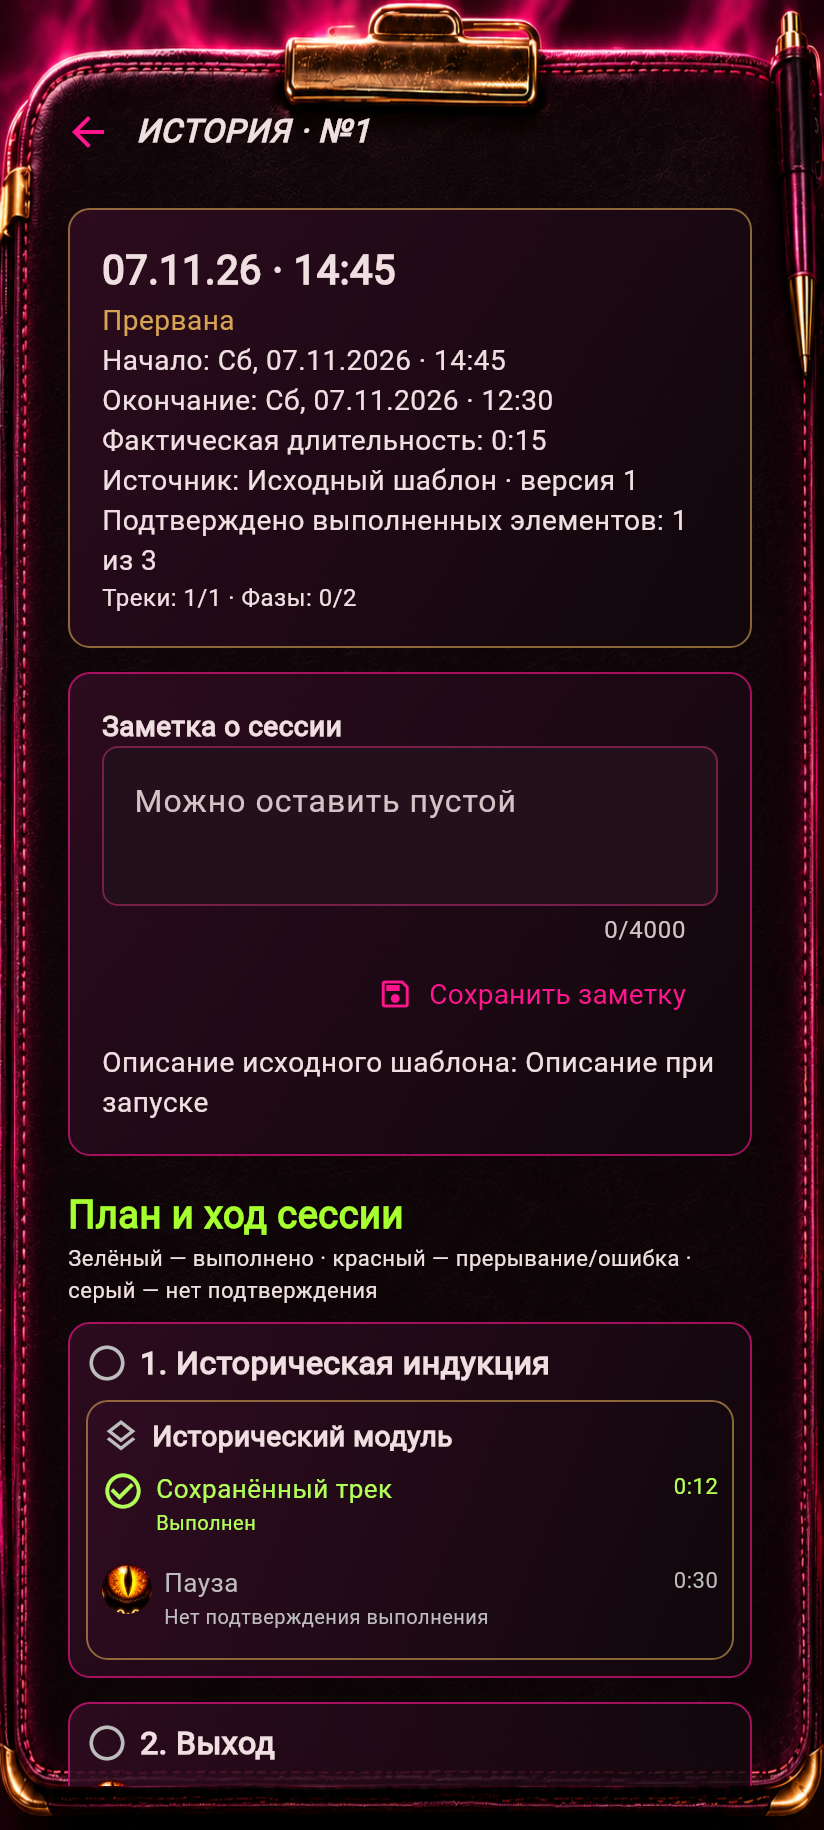 ИСТОРИЯ · №1
07.11.26 · 14:45
Прервана
Начало: Сб, 07.11.2026 · 14:45
Окончание: Сб, 07.11.2026 · 12:30
Фактическая длительность: 0:15
Источник: Исходный шаблон · версия 1
Подтверждено выполненных элементов: 1
из 3
Треки: 1/1 · Фазы: 0/2
Заметка о сессии
Можно оставить пустой
0/4000
Сохранить заметку
Описание исходного шаблона: Описание при
запуске
План и ход сессии
Зелёный — выполнено · красный — прерывание/ошибка ·
серый — нет подтверждения
1. Историческая индукция
Исторический модуль
Сохранённый трек 0:12
Выполнен
Пауза 0:30
Нет подтверждения выполнения
2. Выход